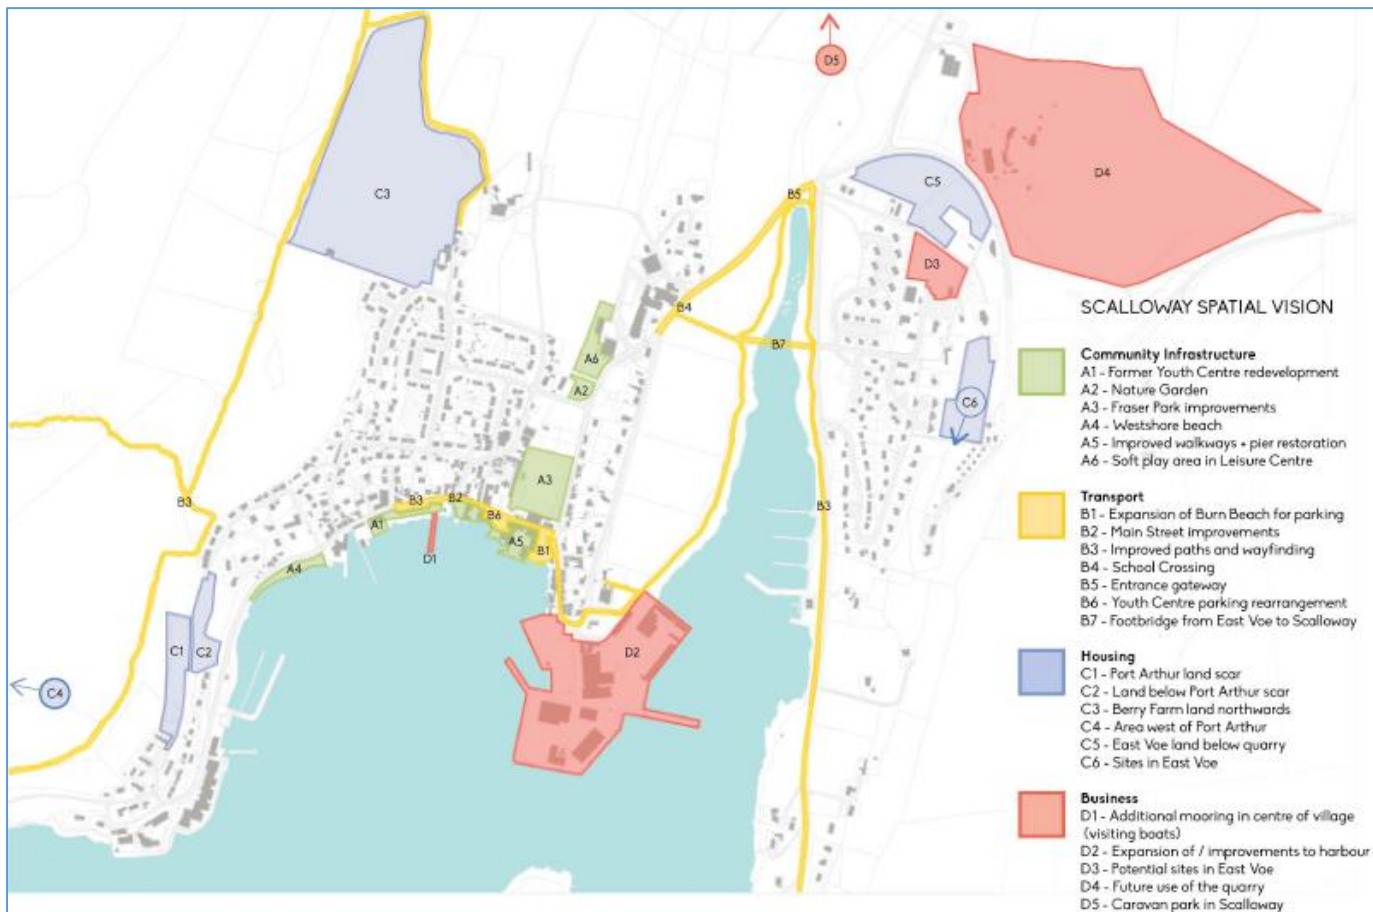 D5
C3
C5
D4
B5
D3
B4
A6
B7
A2
C6
A3
B3
B3
B2
B6
B3
A1
A5
B1
D1
A4
C1
C2
D2
C4
SCALLOWAY SPATIAL VISION
Community Infrastructure
A1 - Former Youth Centre redevelopment
A2 - Nature Garden
A3 - Fraser Park improvements
A4 - Westshore beach
A5 - Improved walkways + pier restoration
A6 - Soft play area in Leisure Centre
Transport
B1 - Expansion of Burn Beach for parking
B2 - Main Street improvements
B3 - Improved paths and wayfinding
B4 - School Crossing
B5 - Entrance gateway
B6 - Youth Centre parking rearrangement
B7 - Footbridge from East Voe to Scalloway
Housing
C1 - Port Arthur land scar
C2 - Land below Port Arthur scar
C3 - Berry Farm land northwards
C4 - Area west of Port Arthur
C5 - East Voe land below quarry
C6 - Sites in East Voe
Business
D1 - Additional mooring in centre of village
(visiting boats)
D2 - Expansion of / improvements to harbour
D3 - Potential sites in East Voe
D4 - Future use of the quarry
D5 - Caravan park in Scalloway